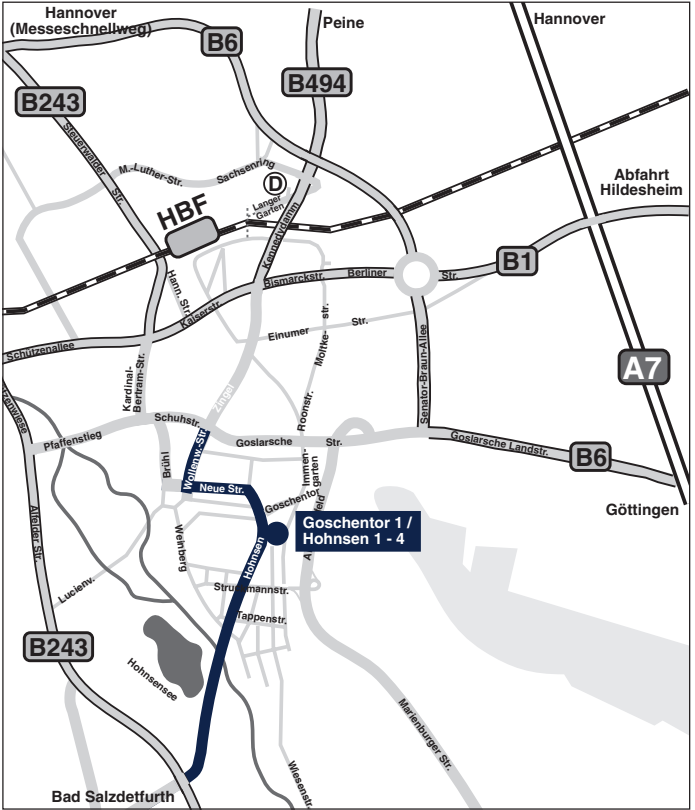 Hannover
(Messeschnellweg)
Peine
Hannover
B6
B494
B243
Steuerwalder
Str.
M.-Luther-Str.
Sachsenring
D
Langer
Garten
Abfahrt
Hildesheim
HBF
Kennedydamm
B1
Hann. Str.
Bismarckstr.
Berliner
Str.
Kaiserstr.
Schützenallee
Einumer
Str.
Moltke-
str.
Senator-Braun-Allee
A7
Kardinal-
Bertram-Str.
Zingel
Roonstr.
Schuhstr.
Pfaffenstieg
Goslarsche
Str.
Goslarsche Landstr.
B6
Wollenw.-Str.
Brühl
Immen-
garten
Neue Str.
Goschentor
Göttingen
Alfelder Str.
Goschentor 1 /
Hohnsen 1 - 4
Weinberg
Hohnsen
Lucienv.
Tappenstr.
B243
Hohnsensee
Marienburger Str.
Wiesenstr.
Bad Salzdetfurth